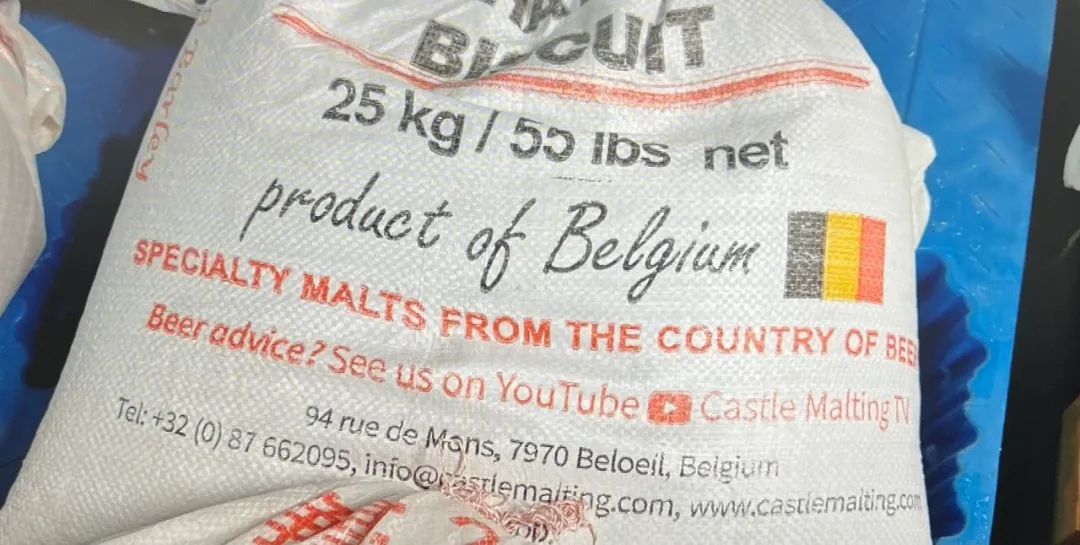 BISCUIT
25 kg / 55 lbs net
product of Belgium
SPECIALTY MALTS FROM THE COUNTRY OF BEE
Beer advice? See us on YouTube Castle Malting TV
94 rue de Mons, 7970 Beloeil, Belgium
Tel: +32 (0) 87 662095, info@castlemalting.com, www.castlemalting.com
Barley